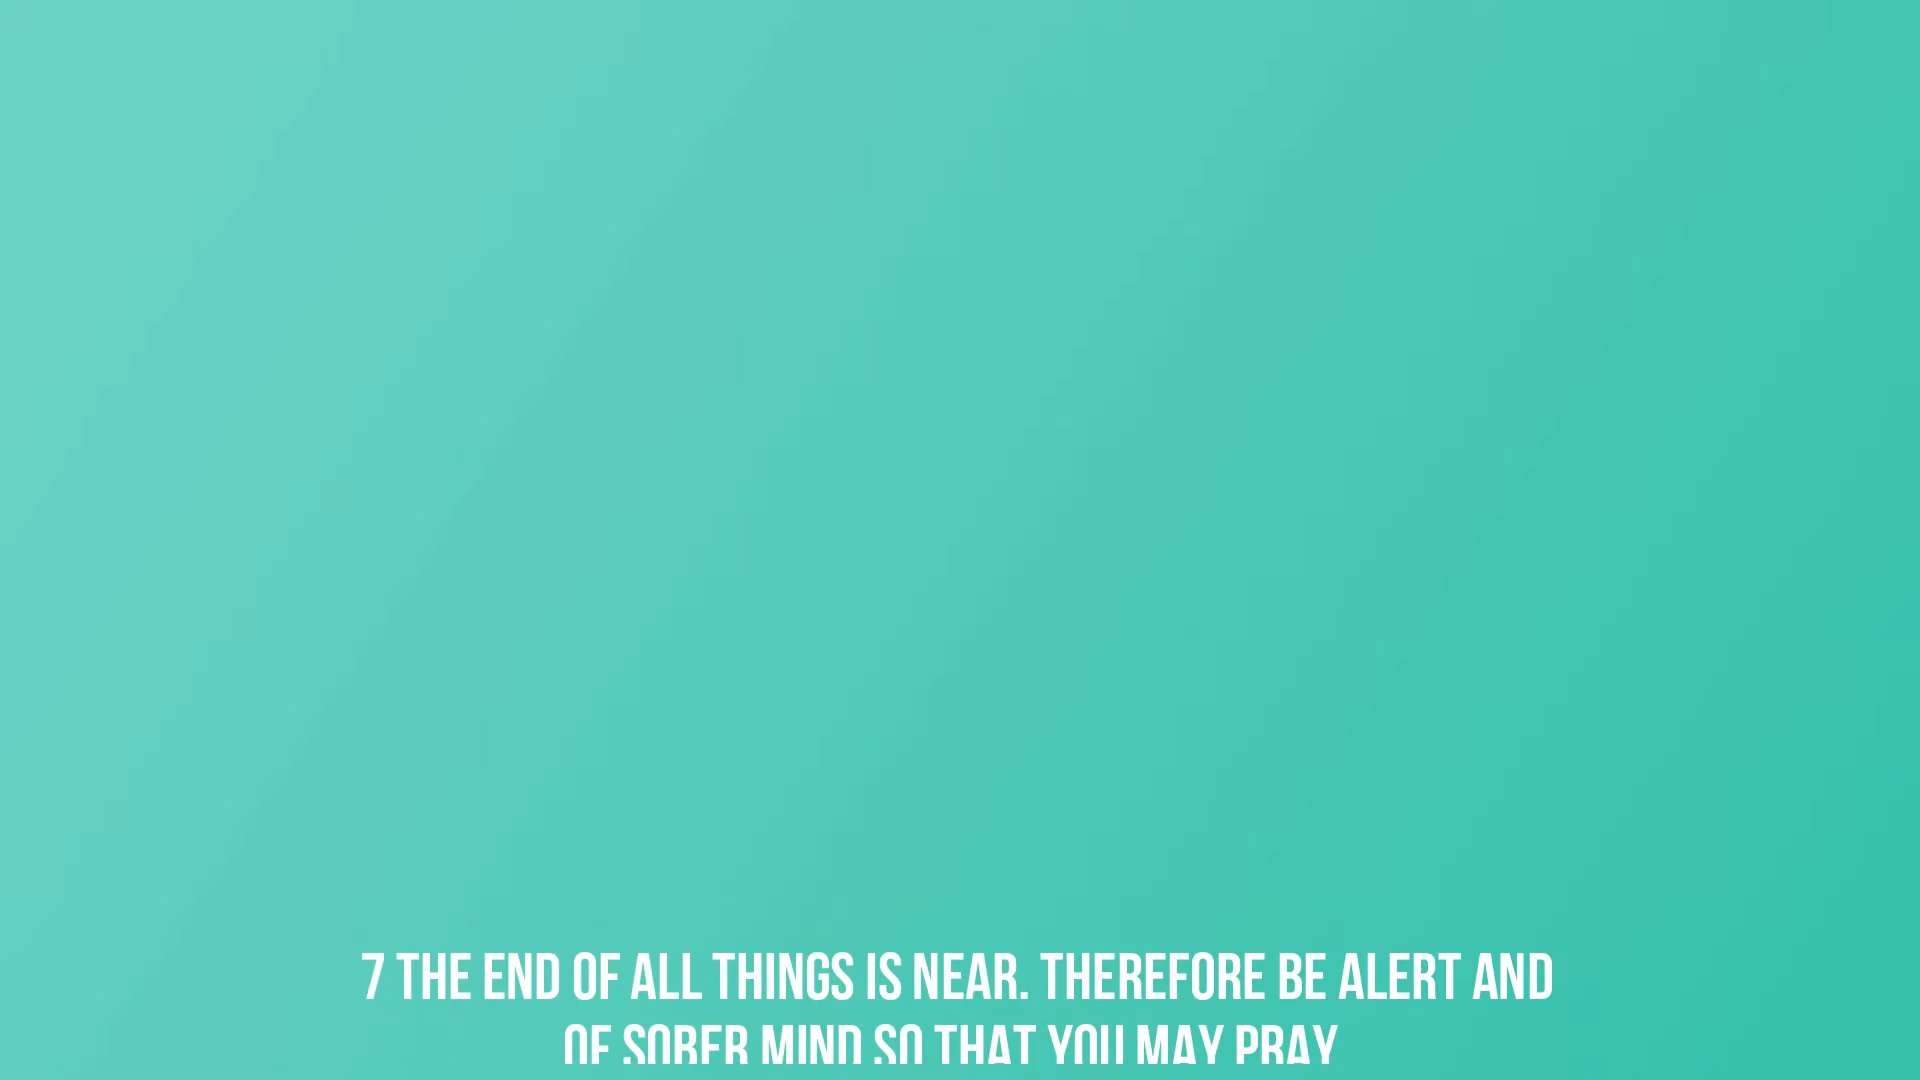 7 THE END OF ALL THINGS IS NEAR. THEREFORE BE ALERT AND
OF SOBER MIND SO THAT YOU MAY PRAY